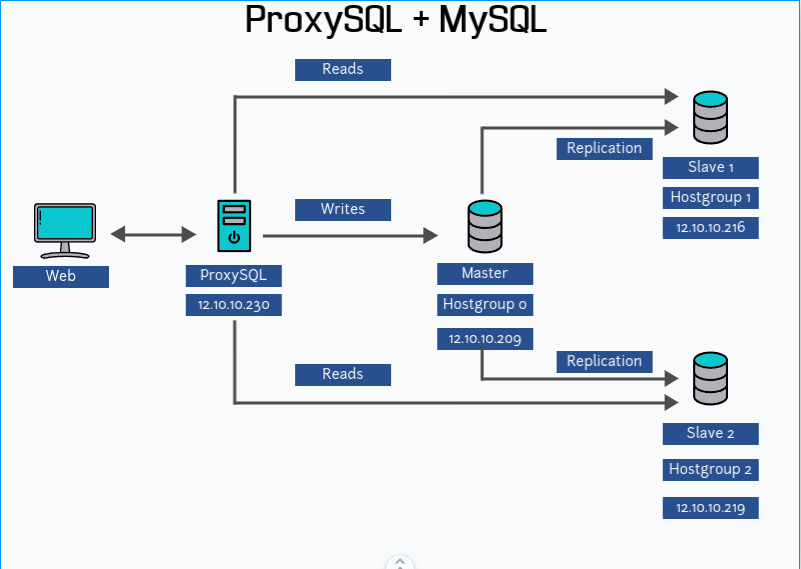 ProxySQL + MySQL
Reads
Replication
Slave 1
Hostgroup 1
12.10.10.216
Writes
Web
ProxySQL
12.10.10.230
Master
Hostgroup 0
12.10.10.209
Reads
Replication
Slave 2
Hostgroup 2
12.10.10.219